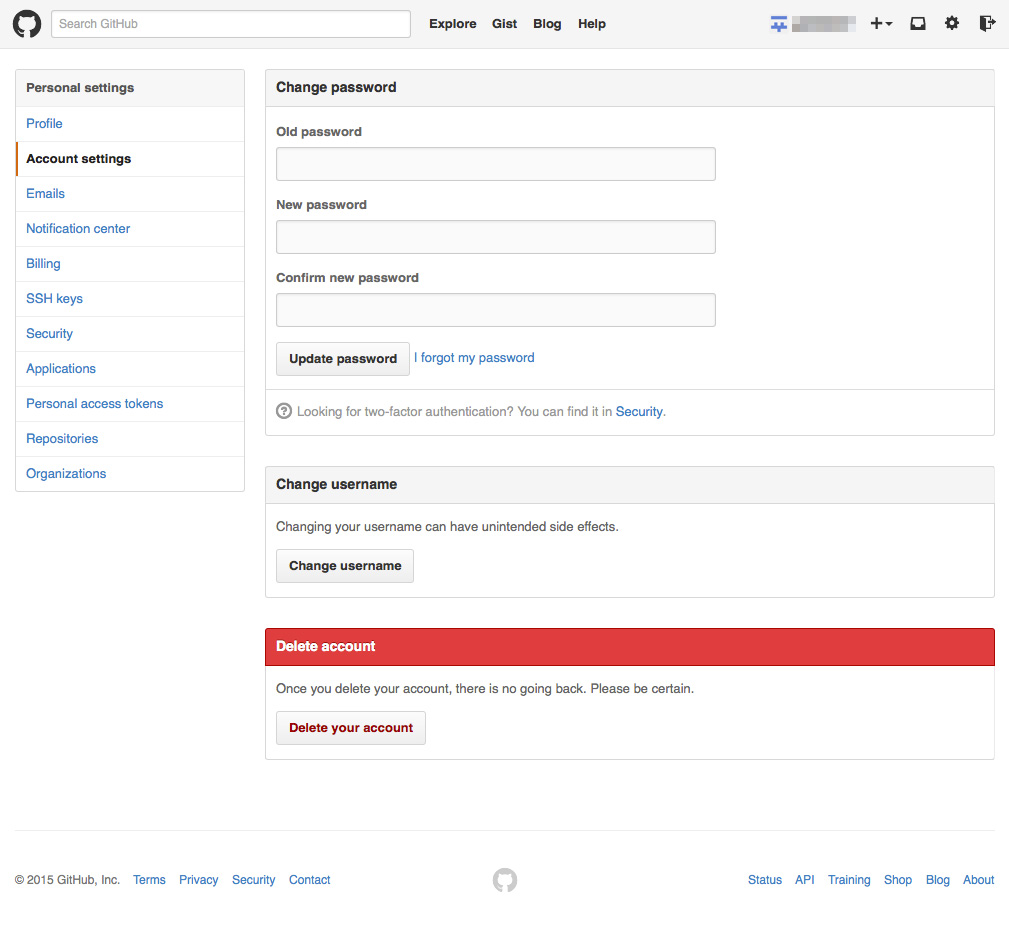 Search GitHub
Explore Gist Blog Help
Personal settings
Profile
Account settings
Emails
Notification center
Billing
SSH keys
Security
Applications
Personal access tokens
Repositories
Organizations
Change password
Old password
New password
Confirm new password
Update password I forgot my password
Looking for two-factor authentication? You can find it in Security.
Change username
Changing your username can have unintended side effects.
Change username
Delete account
Once you delete your account, there is no going back. Please be certain.
Delete your account
© 2015 GitHub, Inc. Terms Privacy Security Contact
Status API Training Shop Blog About